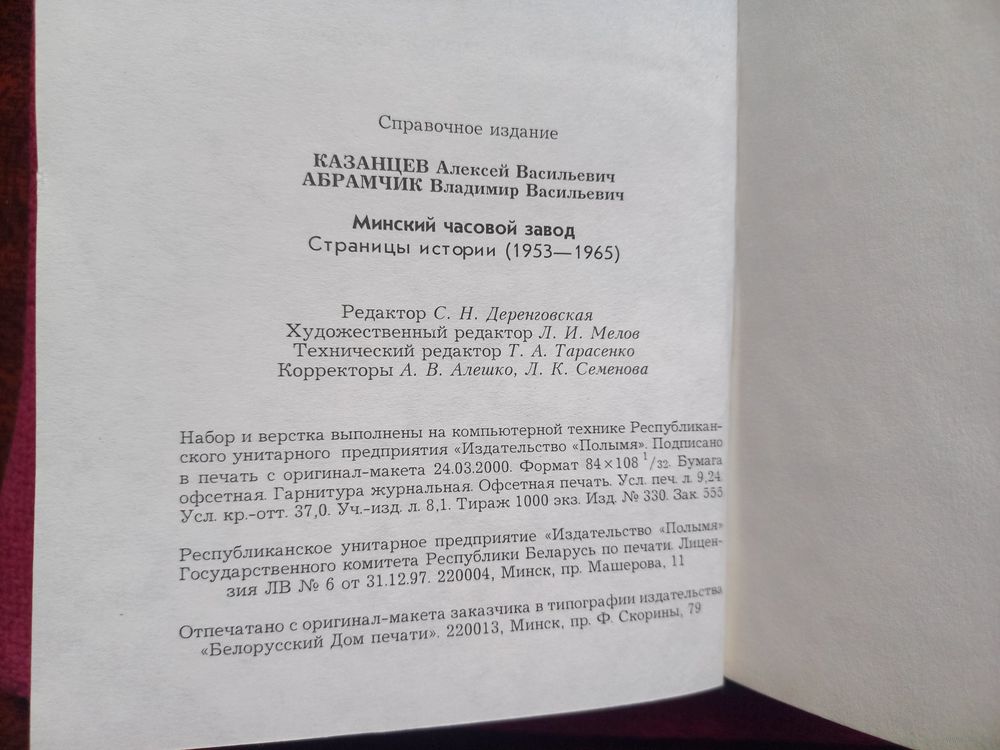 Справочное издание
КАЗАНЦЕВ Алексей Васильевич
АБРАМЧИК Владимир Васильевич
Минский часовой завод
Страницы истории (1953—1965)
Редактор С. Н. Деренговская
Художественный редактор Л. И. Мелов
Технический редактор Т. А. Тарасенко
Корректоры А. В. Алешко, Л. К. Семенова
Набор и верстка выполнены на компьютерной технике Республикан-
ского унитарного предприятия «Издательство «Полымя». Подписано
в печать с оригинал-макета 24.03.2000. Формат 84×108 1/32. Бумага
офсетная. Гарнитура журнальная. Офсетная печать. Усл. печ. л. 9,24.
Усл. кр.-отт. 37,0. Уч.-изд. л. 8,1. Тираж 1000 экз. Изд. № 330. Зак. 555
Республиканское унитарное предприятие «Издательство «Полымя»
Государственного комитета Республики Беларусь по печати. Лицен-
зия ЛВ № 6 от 31.12.97. 220004, Минск, пр. Машерова, 11
Отпечатано с оригинал-макета заказчика в типографии издательства
«Белорусский Дом печати». 220013, Минск, пр. Ф. Скорины, 79